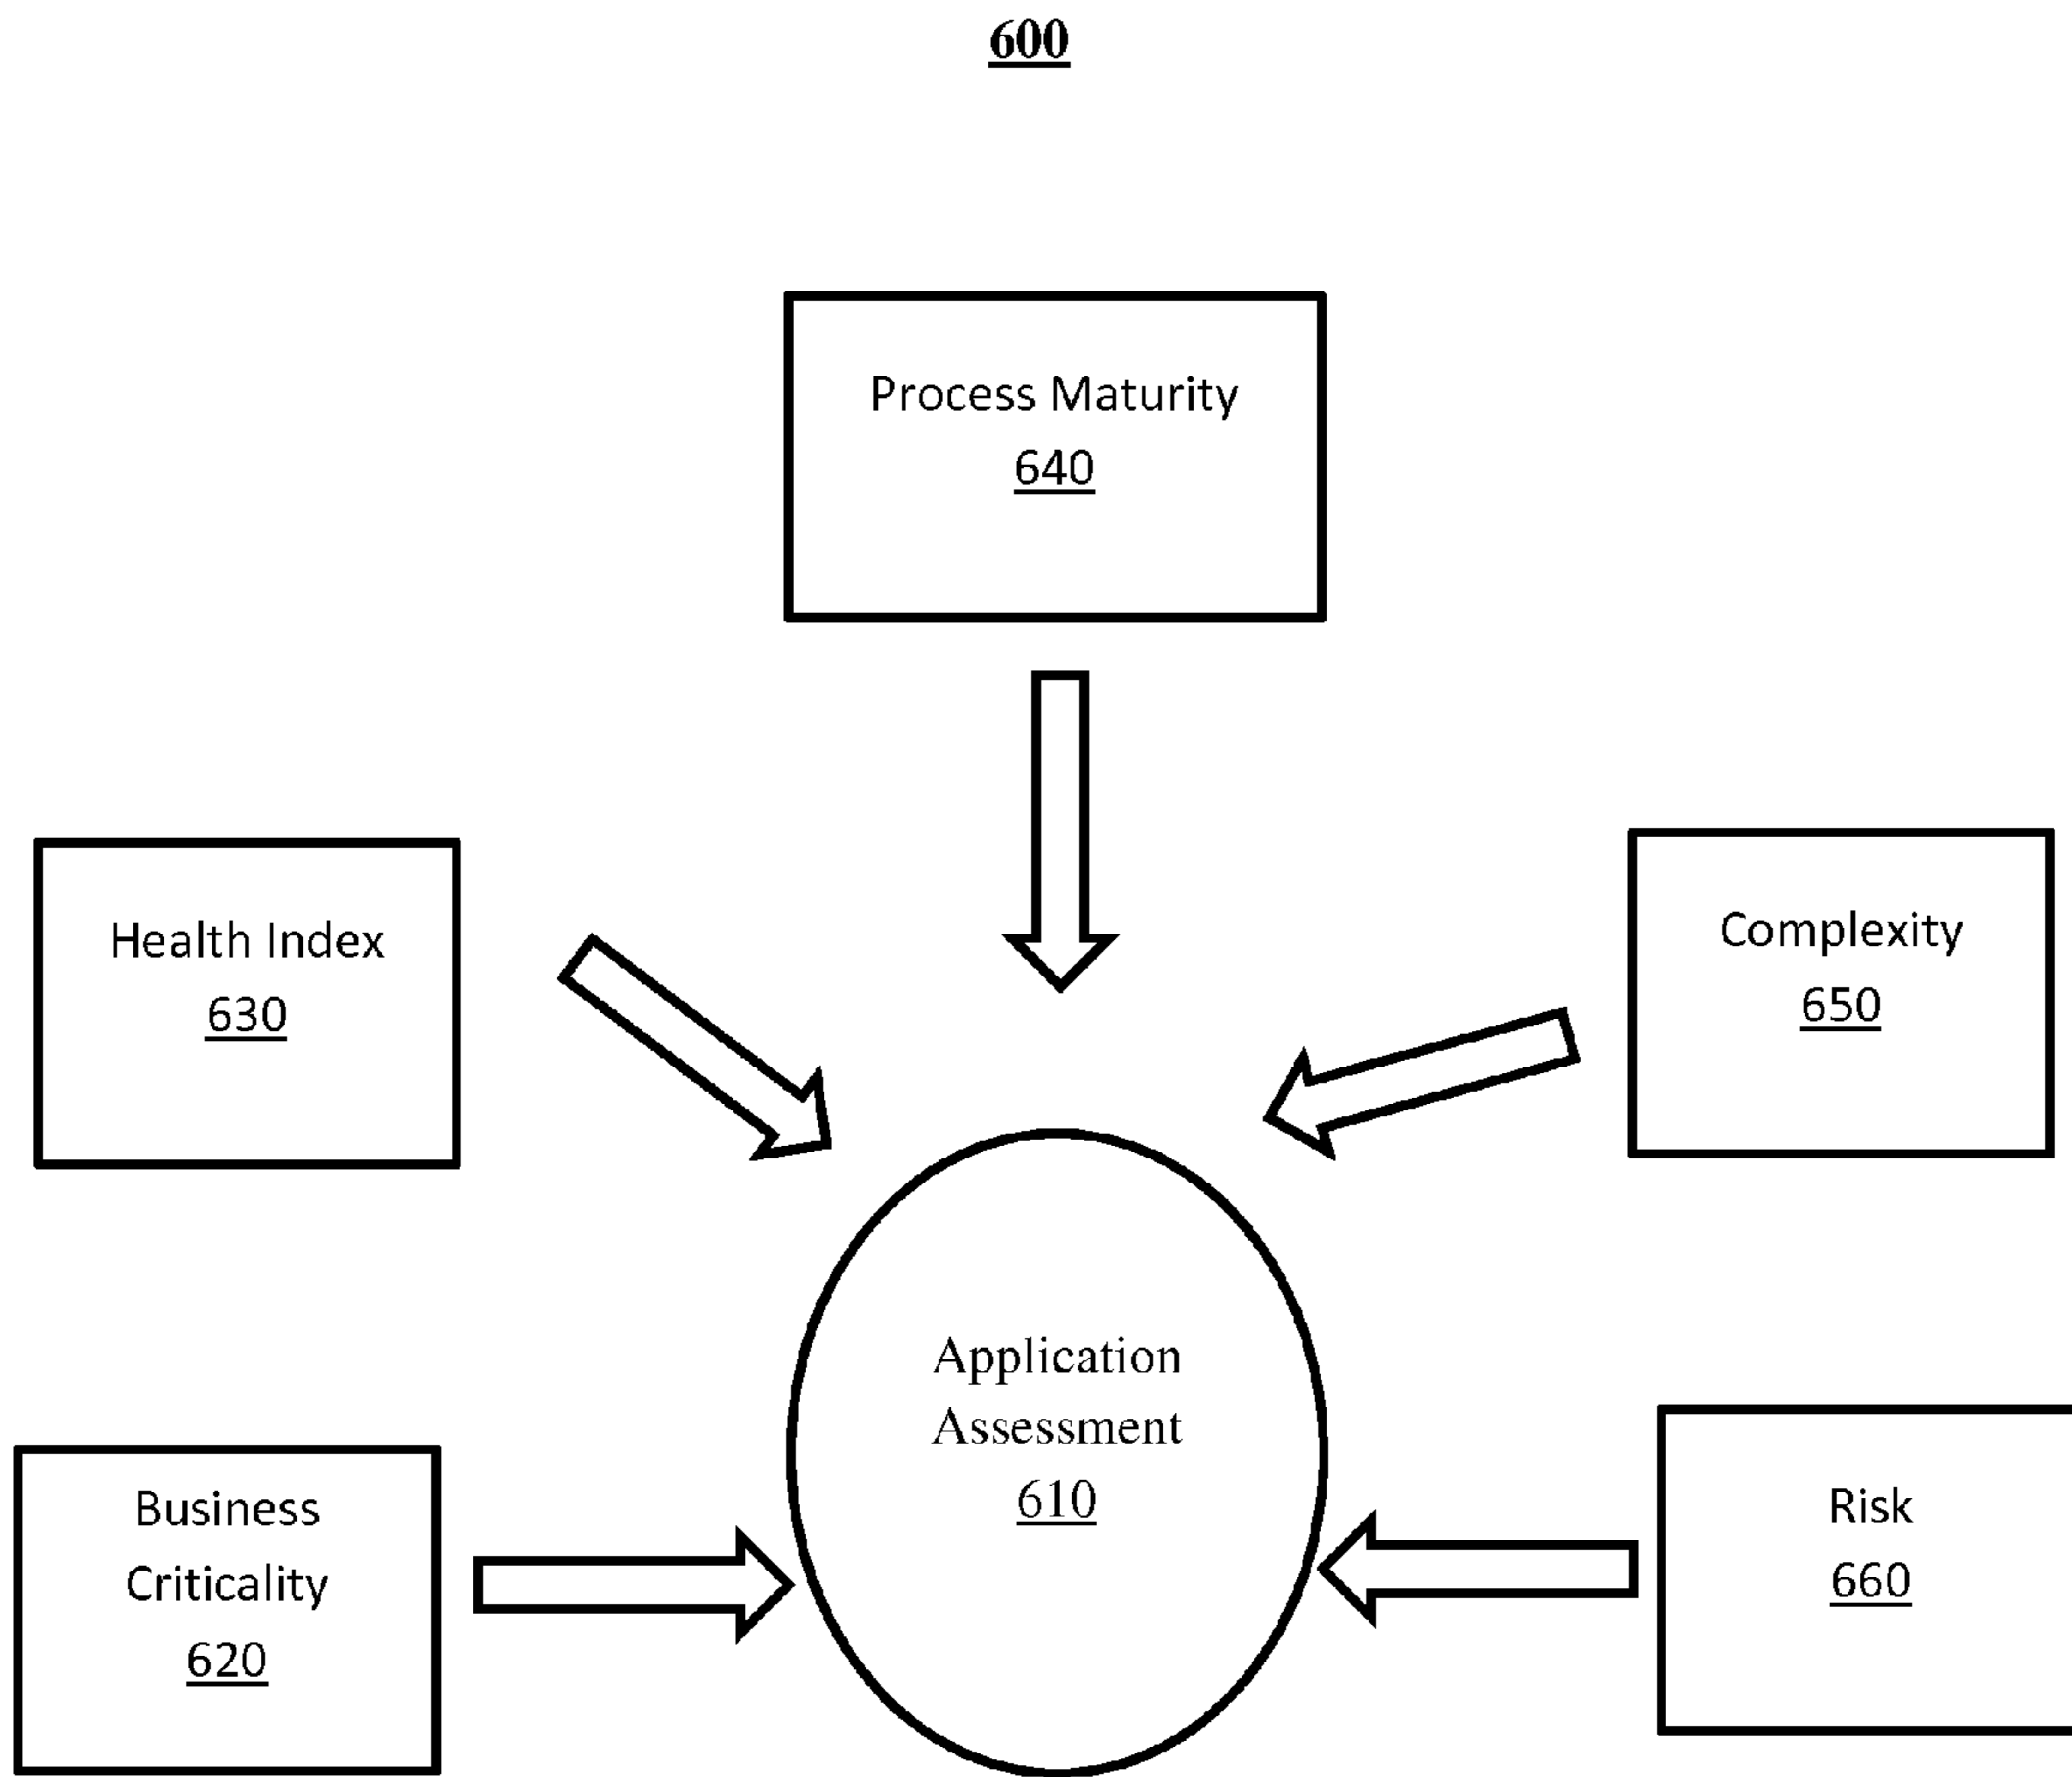 600
Process Maturity
640
Health Index
630
Complexity
650
Application
Assessment
610
Business
Criticality
620
Risk
660